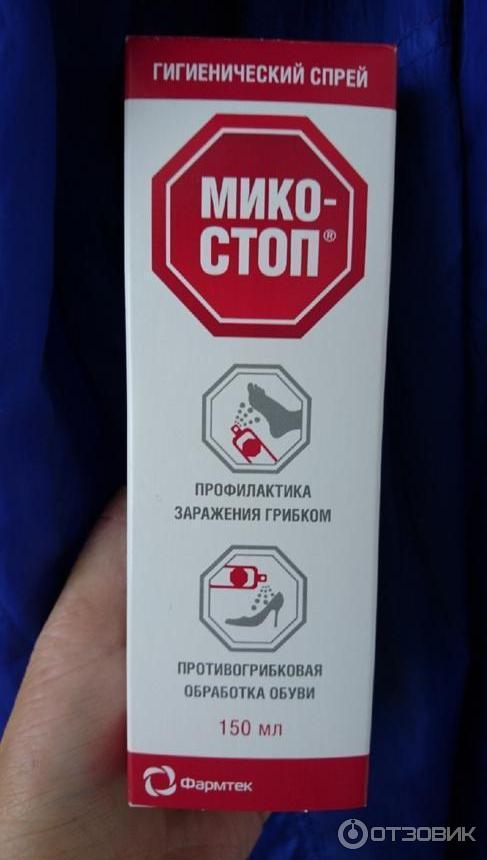 ГИГИЕНИЧЕСКИЙ СПРЕЙ
МИКО-
СТОП®
ПРОФИЛАКТИКА
ЗАРАЖЕНИЯ ГРИБКОМ
ПРОТИВОГРИБКОВАЯ
ОБРАБОТКА ОБУВИ
150 МЛ
Фармтек
ОТЗОВИК